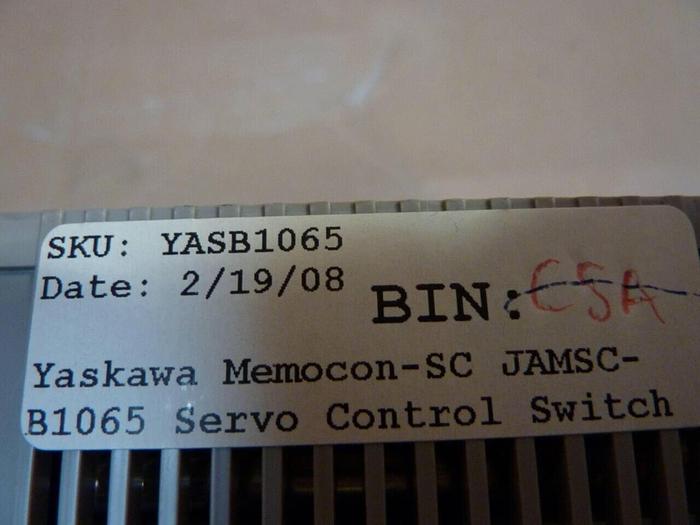 SKU: YASB1065
Date: 2/19/08
BIN: C5A
Yaskawa Memocon-SC JAMSC-
B1065 Servo Control Switch